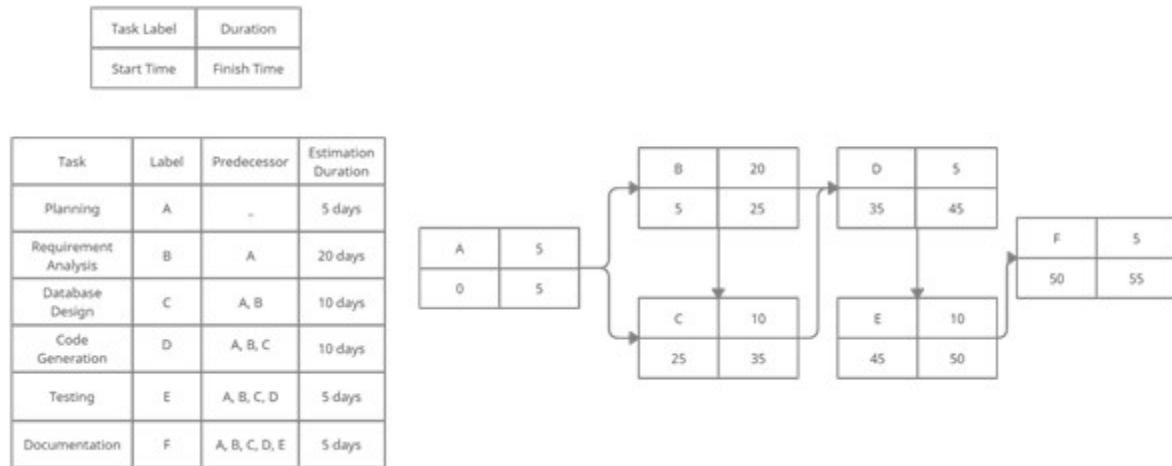 Task Label Duration
Start Time Finish Time
Task Label Predecessor Estimation
Duration
Planning A - 5 days
Requirement
Analysis B A 20 days
Database
Design C A, B 10 days
Code
Generation D A, B, C 10 days
Testing E A, B, C, D 5 days
Documentation F A, B, C, D, E 5 days
A 5
0 5
B 20
5 25
C 10
25 35
D 5
35 45
E 10
45 50
F 5
50 55